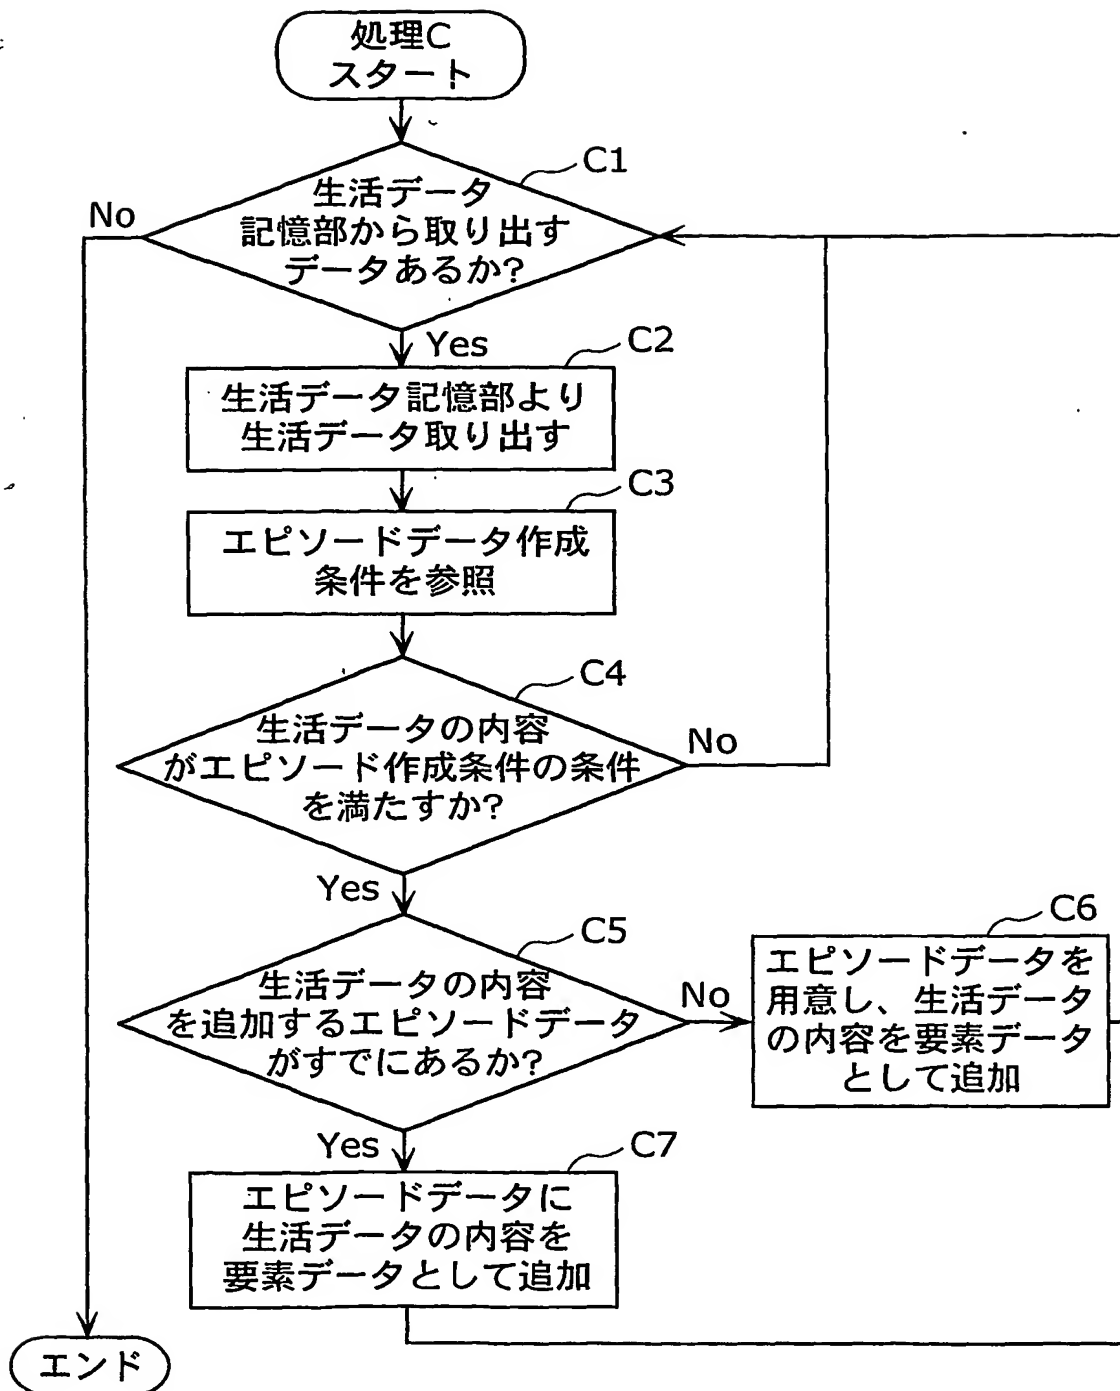 処理C
スタート
C1
生活データ
記憶部から取り出す
データあるか?
No
Yes
C2
生活データ記憶部より
生活データ取り出す
C3
エピソードデータ作成
条件を参照
C4
生活データの内容
がエピソード作成条件の条件
を満たすか?
No
Yes
C5
生活データの内容
を追加するエピソードデータ
がすでにあるか?
No
C6
エピソードデータを
用意し、生活データ
の内容を要素データ
として追加
Yes
C7
エピソードデータに
生活データの内容を
要素データとして追加
エンド